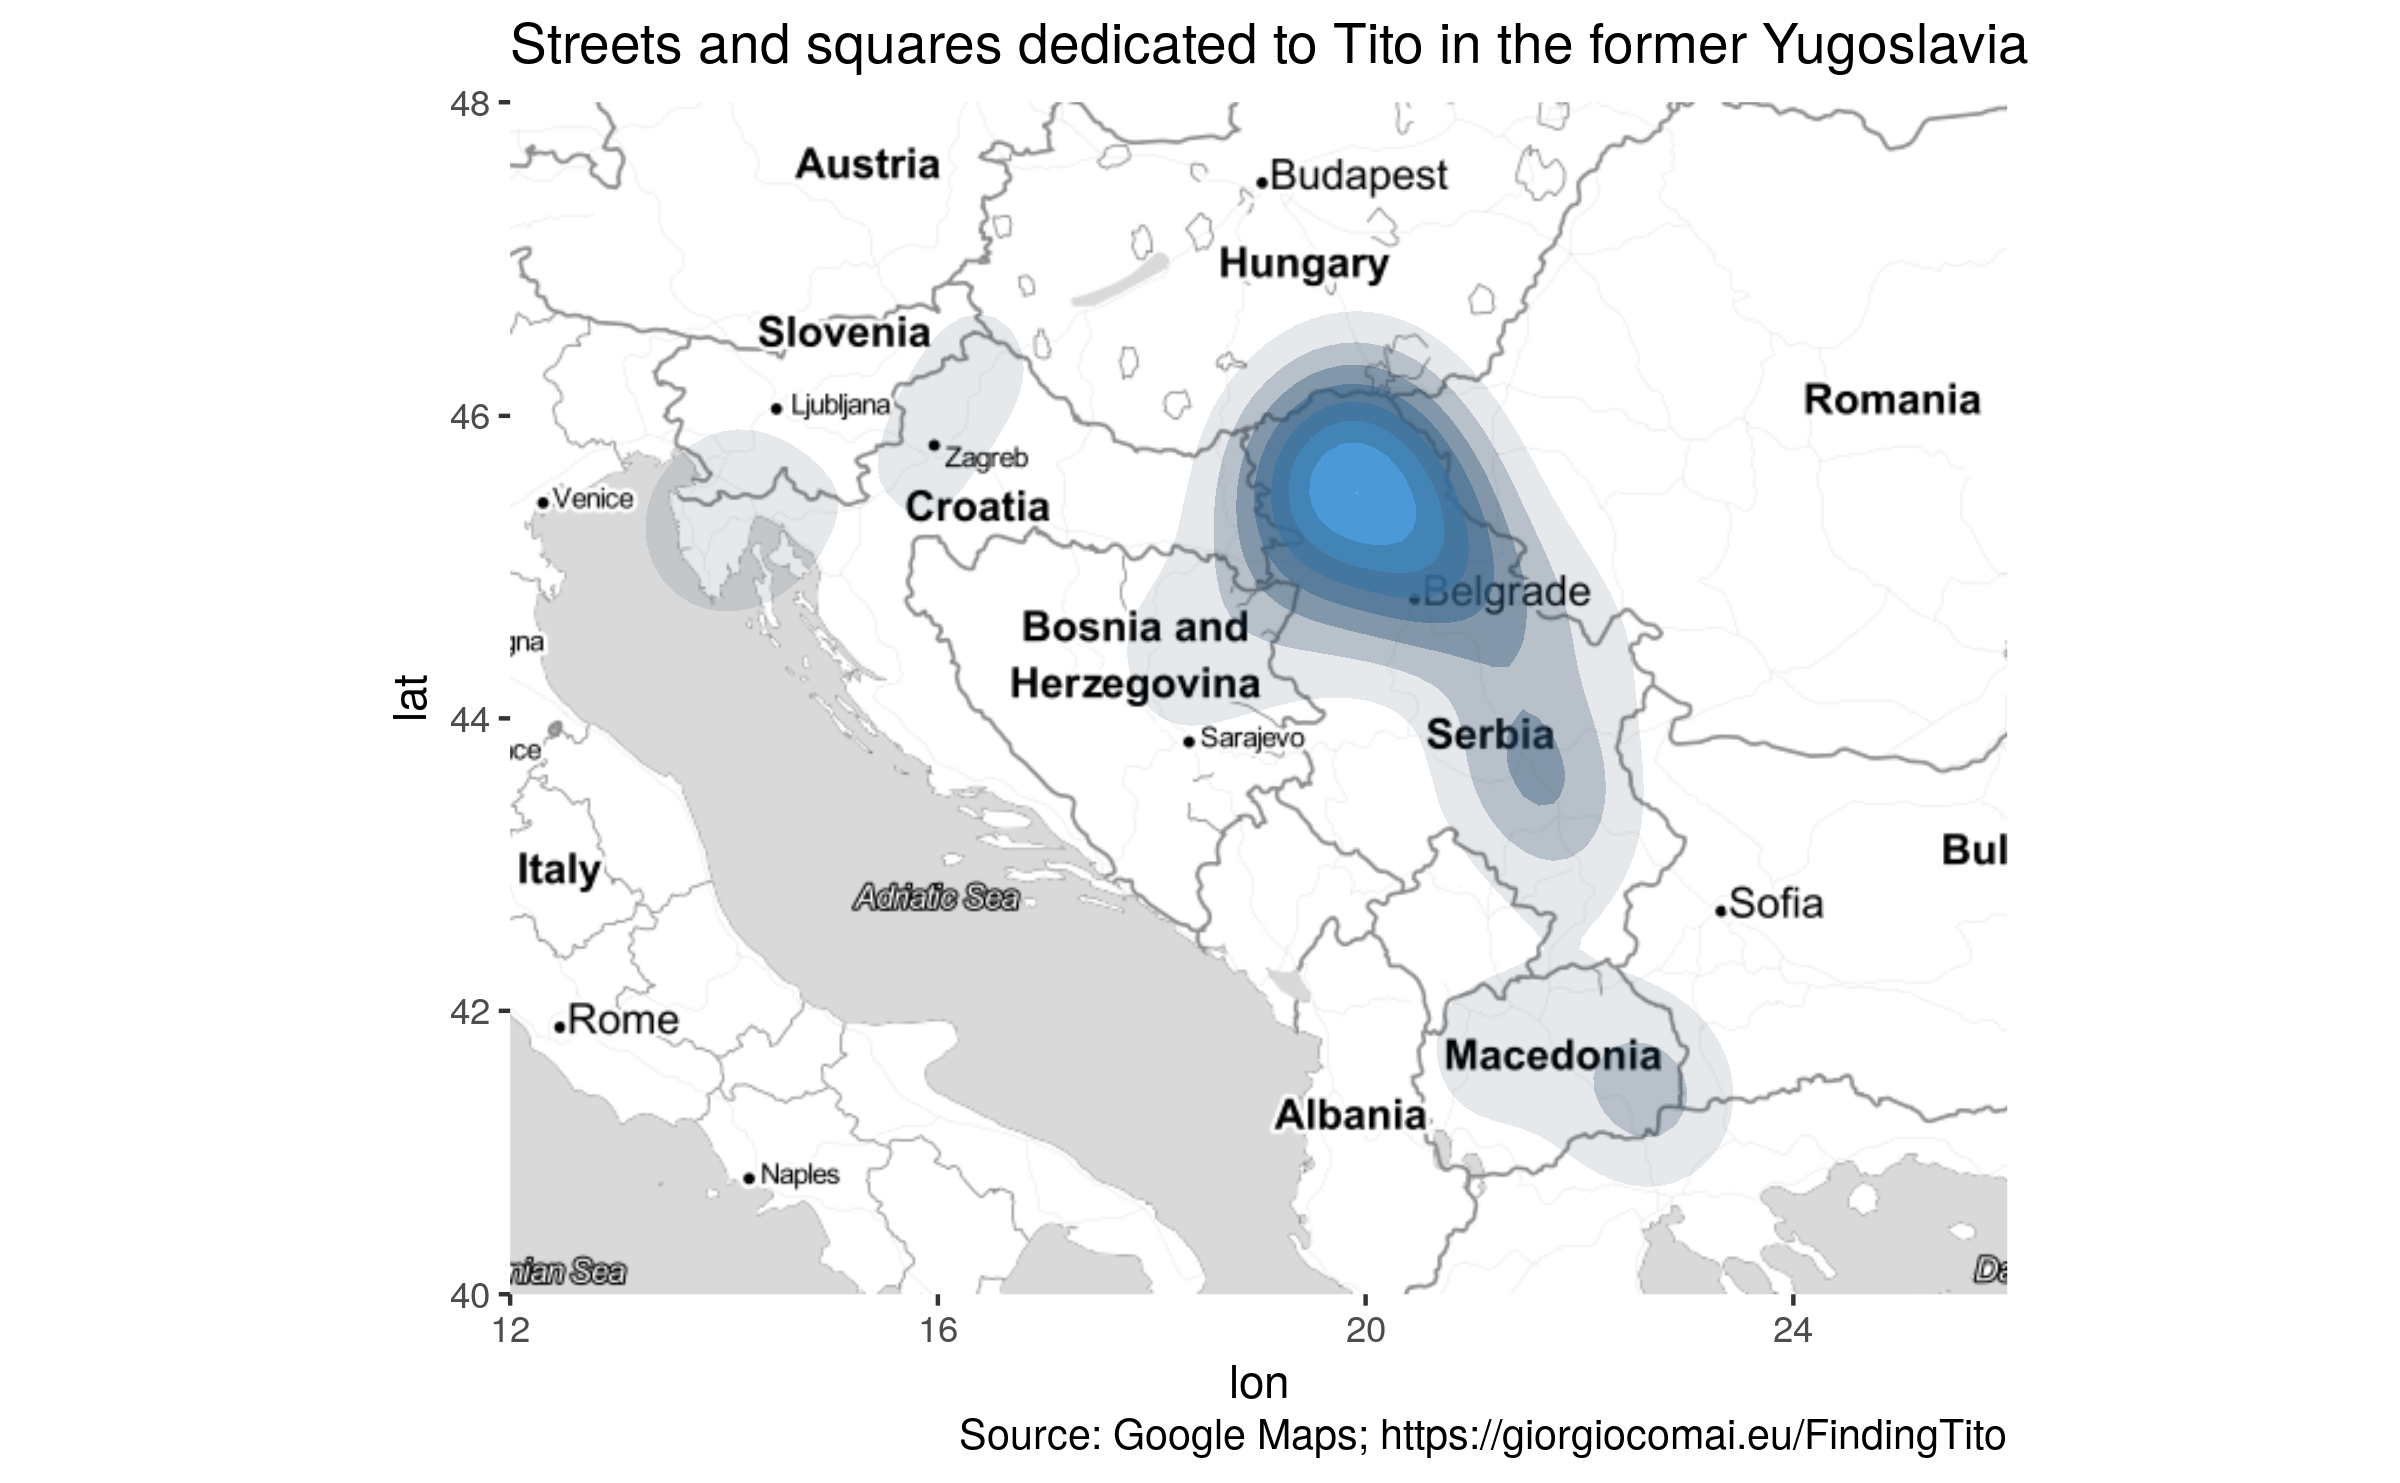 Streets and squares dedicated to Tito in the former Yugoslavia
48
Austria
Budapest
Hungary
Slovenia
46
Ljubljana
Romania
Zagreb
Venice
Croatia
Belgrade
Bosnia and
Herzegovina
gna
lat
44
Serbia
Sarajevo
ace
Bul
Italy
Adriatic Sea
Sofia
42
Rome
Macedonia
Albania
Naples
nian Sea
De
40
12
16
20
24
lon
Source: Google Maps; https://giorgiocomai.eu/FindingTito